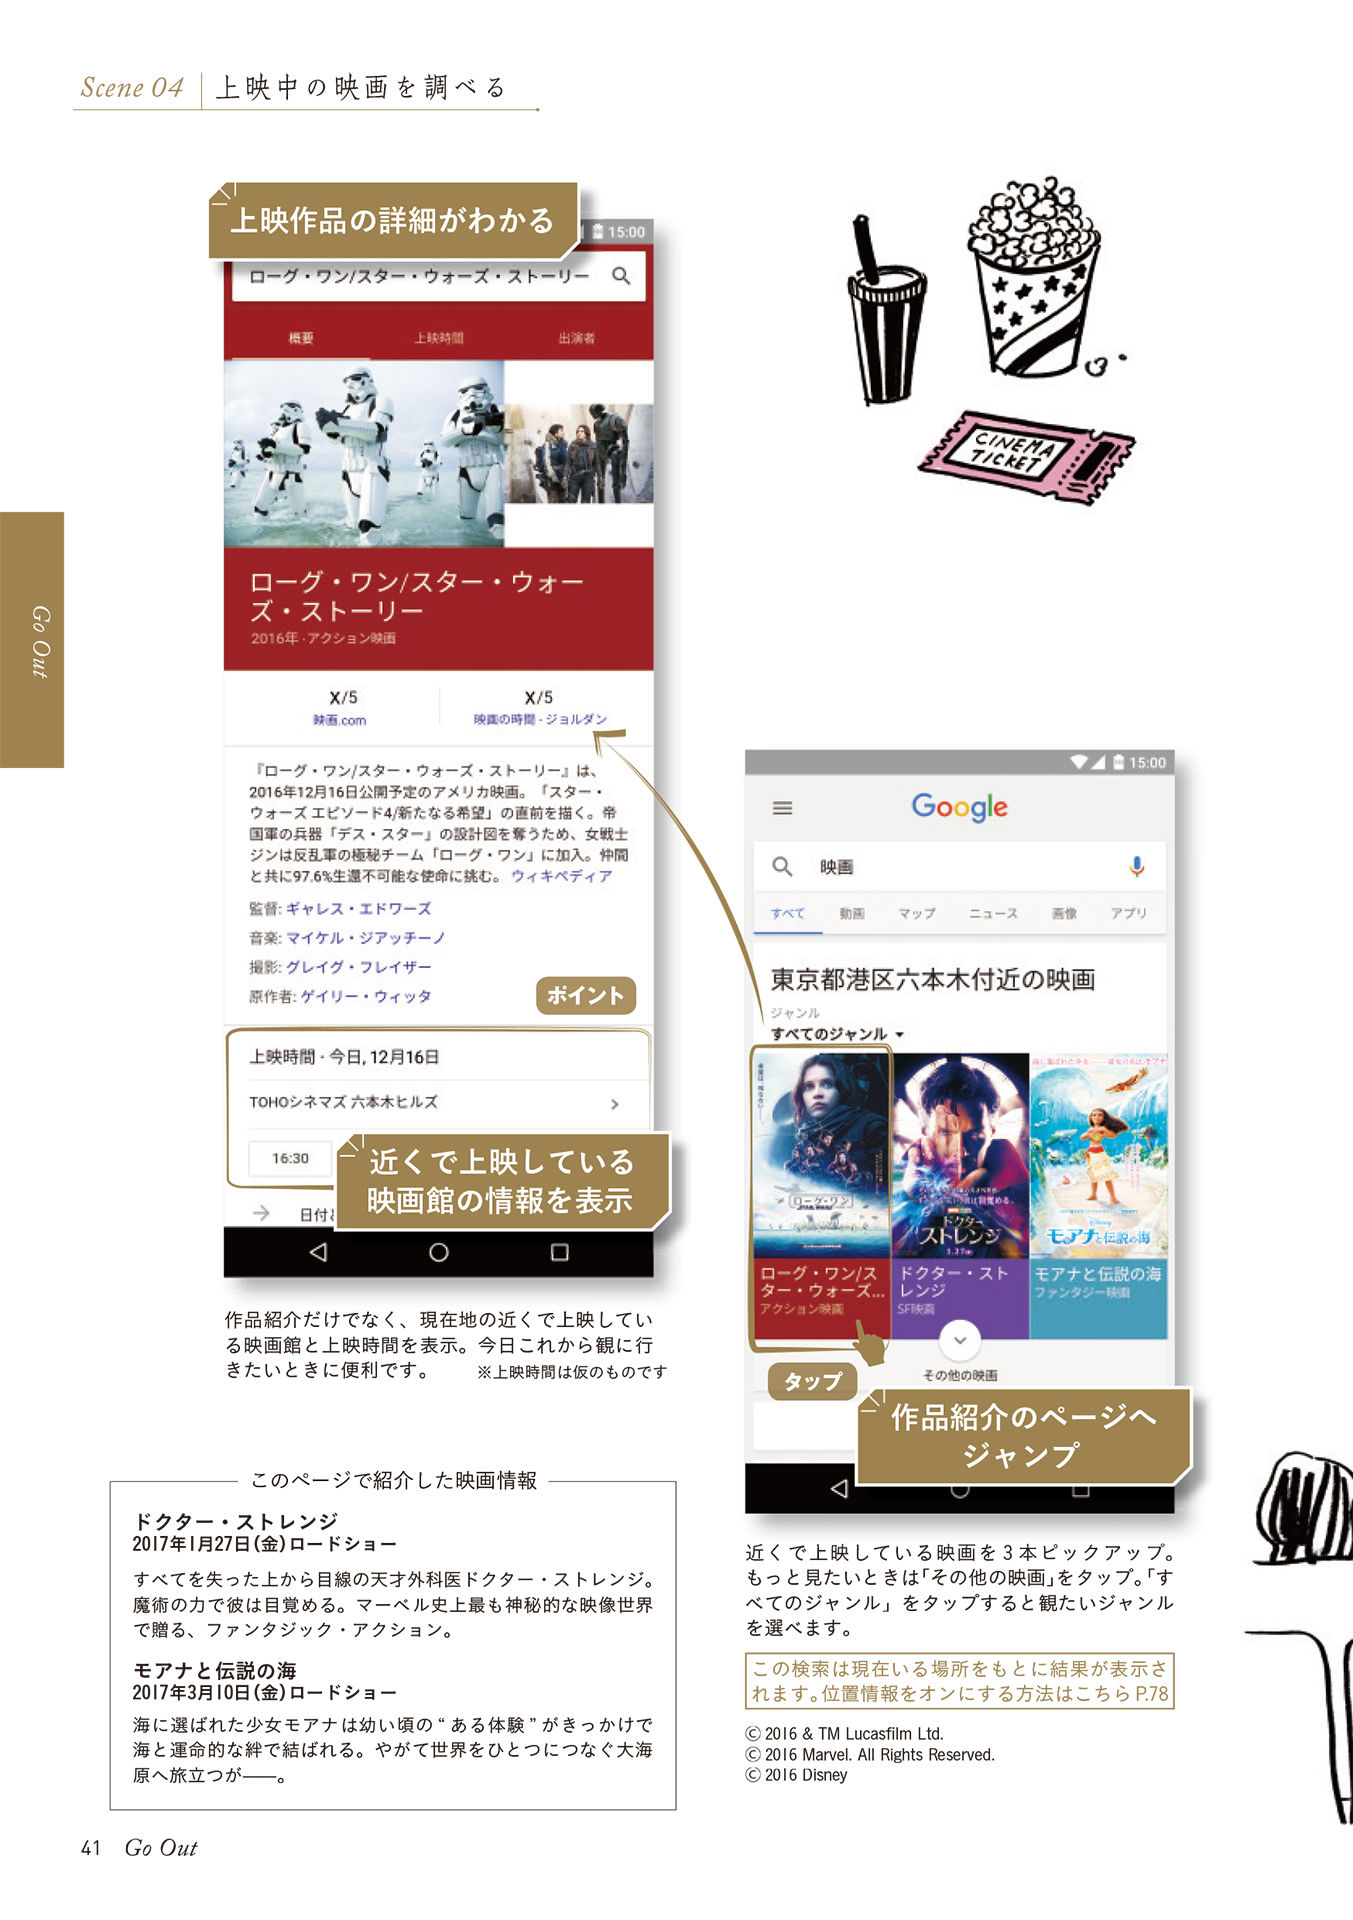 Scene 04 上映中の映画を調べる
上映作品の詳細がわかる
15:00
ローグ・ワン/スター・ウォーズ・ストーリー
概要 上映時間 出演者
ローグ・ワン/スター・ウォー
ズ・ストーリー
2016年 · アクション映画
X/5 X/5
映画.com 映画の時間 - ジョルダン
『ローグ・ワン/スター・ウォーズ・ストーリー』は、
2016年12月16日公開予定のアメリカ映画。「スター・
ウォーズ エピソード4/新たなる希望」の直前を描く。帝
国軍の兵器「デス・スター」の設計図を奪うため、女戦士
ジンは反乱軍の極秘チーム「ローグ・ワン」に加入。仲間
と共に97.6%生還不可能な使命に挑む。 ウィキペディア
監督: ギャレス・エドワーズ
音楽: マイケル・ジアッチーノ
撮影: グレイグ・フレイザー
原作者: ゲイリー・ウィッタ
ポイント
上映時間 - 今日, 12月16日
TOHOシネマズ 六本木ヒルズ
16:30
近くで上映している
映画館の情報を表示
日付
作品紹介だけでなく、現在地の近くで上映してい
る映画館と上映時間を表示。今日これから観に行
きたいときに便利です。 ※上映時間は仮のものです
CINEMA
TICKET
Go Out
15:00
Google
映画
すべて 動画 マップ ニュース 画像 アプリ
東京都港区六本木付近の映画
ジャンル
すべてのジャンル
ローグ・ワン
STAR WARS
ドクター
ストレンジ
1.27
Disney
モアナと伝説の海
ローグ・ワン/ス
ター・ウォーズ...
アクション映画
ドクター・スト
レンジ
SF映画
モアナと伝説の海
ファンタジー映画
その他の映画
タップ
作品紹介のページへ
ジャンプ
近くで上映している映画を3本ピックアップ。
もっと見たいときは「その他の映画」をタップ。「す
べてのジャンル」をタップすると観たいジャンル
を選べます。
この検索は現在いる場所をもとに結果が表示さ
れます。位置情報をオンにする方法はこちら P.78
Ⓒ 2016 & TM Lucasfilm Ltd.
Ⓒ 2016 Marvel. All Rights Reserved.
Ⓒ 2016 Disney
このページで紹介した映画情報
ドクター・ストレンジ
2017年1月27日(金)ロードショー
すべてを失った上から目線の天才外科医ドクター・ストレンジ。
魔術の力で彼は目覚める。マーベル史上最も神秘的な映像世界
で贈る、ファンタジック・アクション。
モアナと伝説の海
2017年3月10日(金)ロードショー
海に選ばれた少女モアナは幼い頃の“ある体験”がきっかけで
海と運命的な絆で結ばれる。やがて世界をひとつにつなぐ大海
原へ旅立つが――。
41 Go Out